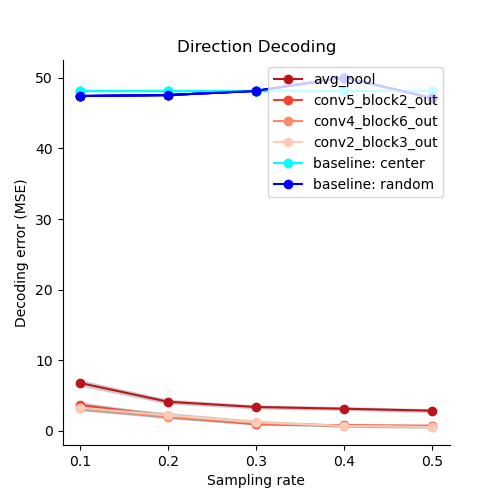 Direction Decoding
Decoding error (MSE)
50
40
30
20
10
0
avg_pool
conv5_block2_out
conv4_block6_out
conv2_block3_out
baseline: center
baseline: random
0.1 0.2 0.3 0.4 0.5
Sampling rate